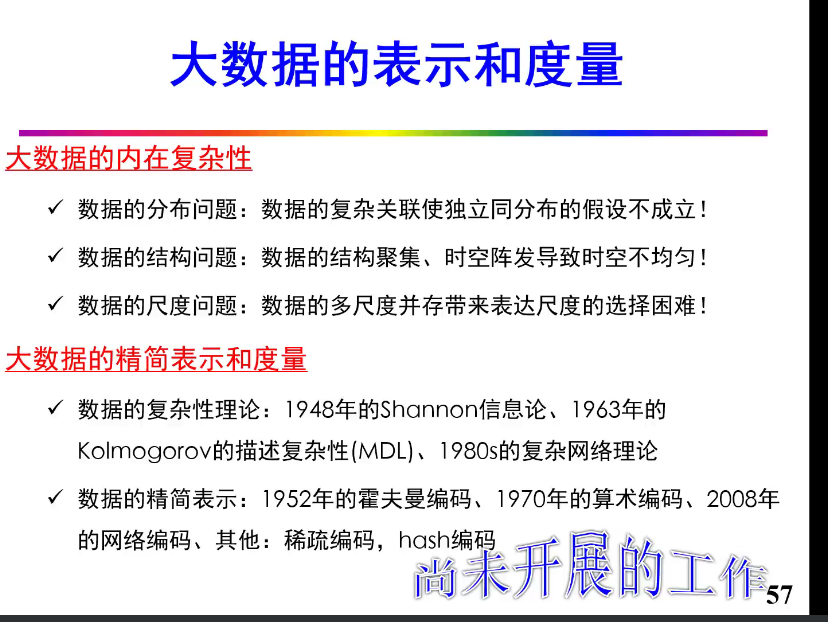 大数据的表示和度量
大数据的内在复杂性
✓ 数据的分布问题：数据的复杂关联使独立同分布的假设不成立！
✓ 数据的结构问题：数据的结构聚集、时空阵发导致时空不均匀！
✓ 数据的尺度问题：数据的多尺度并存带来表达尺度的选择困难！
大数据的精简表示和度量
✓ 数据的复杂性理论：1948年的Shannon信息论、1963年的
Kolmogorov的描述复杂性(MDL)、1980s的复杂网络理论
✓ 数据的精简表示：1952年的霍夫曼编码、1970年的算术编码、2008年
的网络编码、其他：稀疏编码，hash编码
尚未开展的工作
57